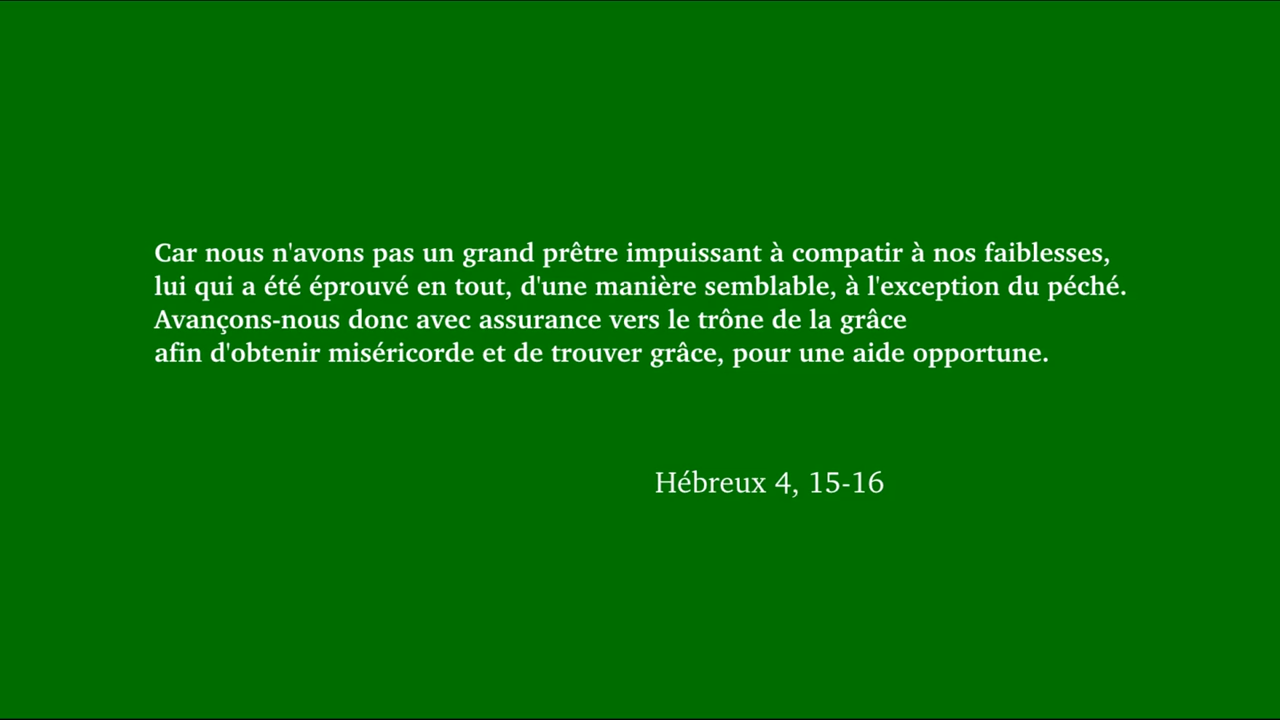 Car nous n'avons pas un grand prêtre impuissant à compatir à nos faiblesses,
lui qui a été éprouvé en tout, d'une manière semblable, à l'exception du péché.
Avançons-nous donc avec assurance vers le trône de la grâce
afin d'obtenir miséricorde et de trouver grâce, pour une aide opportune.
Hébreux 4, 15-16